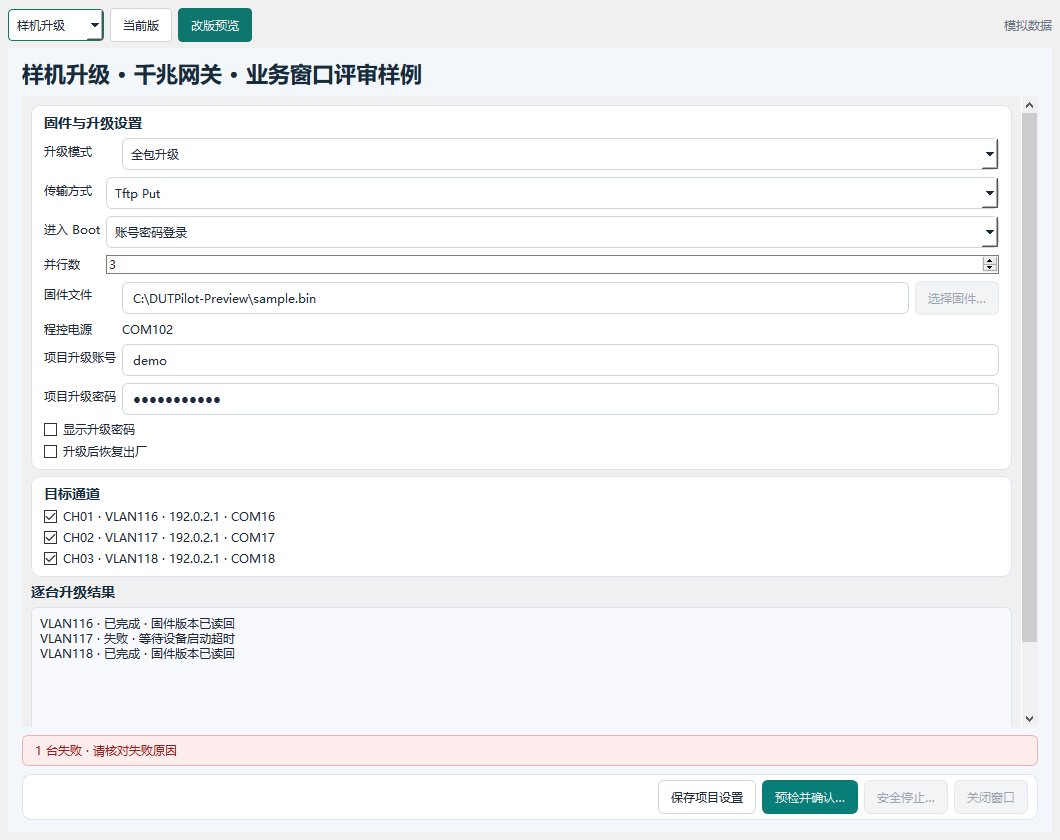 样机升级 当前版 改版预览 模拟数据
样机升级 · 千兆网关 · 业务窗口评审样例
固件与升级设置
升级模式 全包升级
传输方式 Tftp Put
进入 Boot 账号密码登录
并行数 3
固件文件 C:\DUTPilot-Preview\sample.bin 选择固件...
程控电源 COM102
项目升级账号 demo
项目升级密码 ●●●●●●●●●●●
显示升级密码
升级后恢复出厂
目标通道
CH01 · VLAN116 · 192.0.2.1 · COM16
CH02 · VLAN117 · 192.0.2.1 · COM17
CH03 · VLAN118 · 192.0.2.1 · COM18
逐台升级结果
VLAN116 · 已完成 · 固件版本已读回
VLAN117 · 失败 · 等待设备启动超时
VLAN118 · 已完成 · 固件版本已读回
1 台失败 · 请核对失败原因
保存项目设置 预检并确认... 安全停止... 关闭窗口